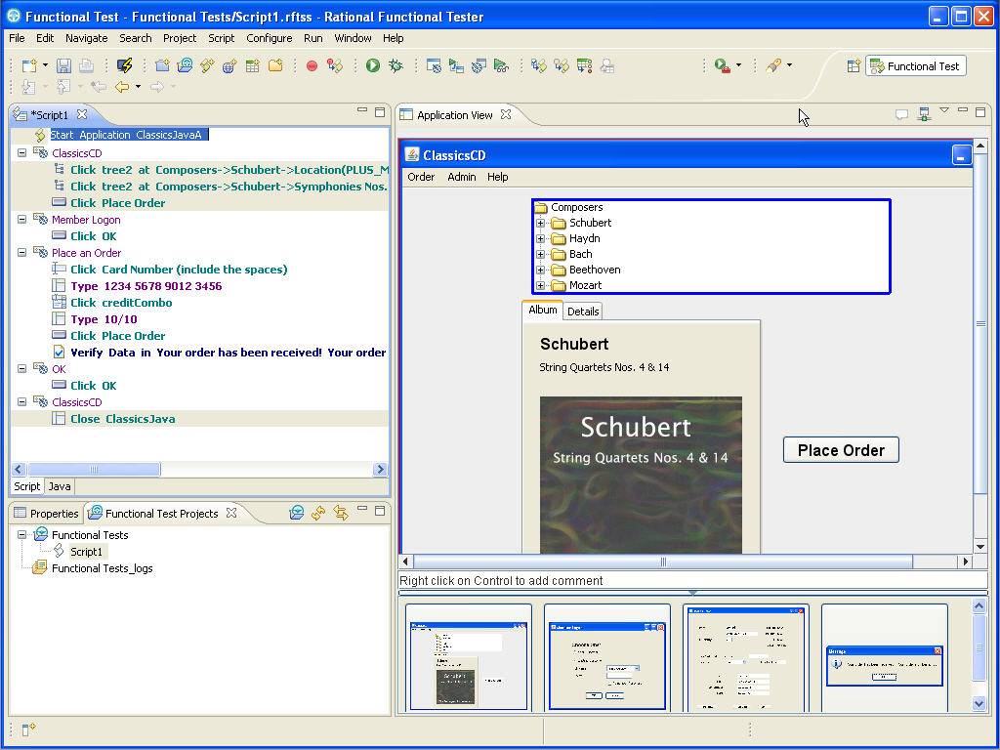 Functional Test - Functional Tests/Script1.rftss - Rational Functional Tester
File Edit Navigate Search Project Script Configure Run Window Help
Functional Test
*Script1
Start Application ClassicsJavaA
ClassicsCD
Click tree2 at Composers->Schubert->Location(PLUS_M
Click tree2 at Composers->Schubert->Symphonies Nos.
Click Place Order
Member Logon
Click OK
Place an Order
Click Card Number (include the spaces)
Type 1234 5678 9012 3456
Click creditCombo
Type 10/10
Click Place Order
Verify Data in Your order has been received! Your order
OK
Click OK
ClassicsCD
Close ClassicsJava
Script Java
Properties Functional Test Projects
Functional Tests
Script1
Functional Tests_logs
Application View
ClassicsCD
Order Admin Help
Composers
Schubert
Haydn
Bach
Beethoven
Mozart
Album Details
Schubert
String Quartets Nos. 4 & 14
Schubert
String Quartets Nos. 4 & 14
Place Order
Right click on Control to add comment
Schubert